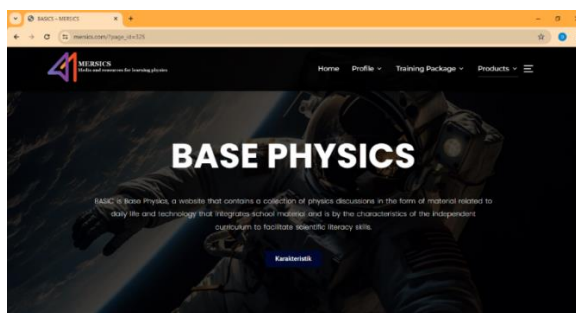 BASICS – MERSICS
mersics.com/?page_id=328
MERSICS
Media and resources for learning physics
Home Profile Training Package Products
BASE PHYSICS
BASIC is Base Physics, a website that contains a collection of physics discussions in the form of material related to
daily life and technology that integrates school material and is by the characteristics of the independent
curriculum to facilitate scientific literacy skills.
Karakteristik